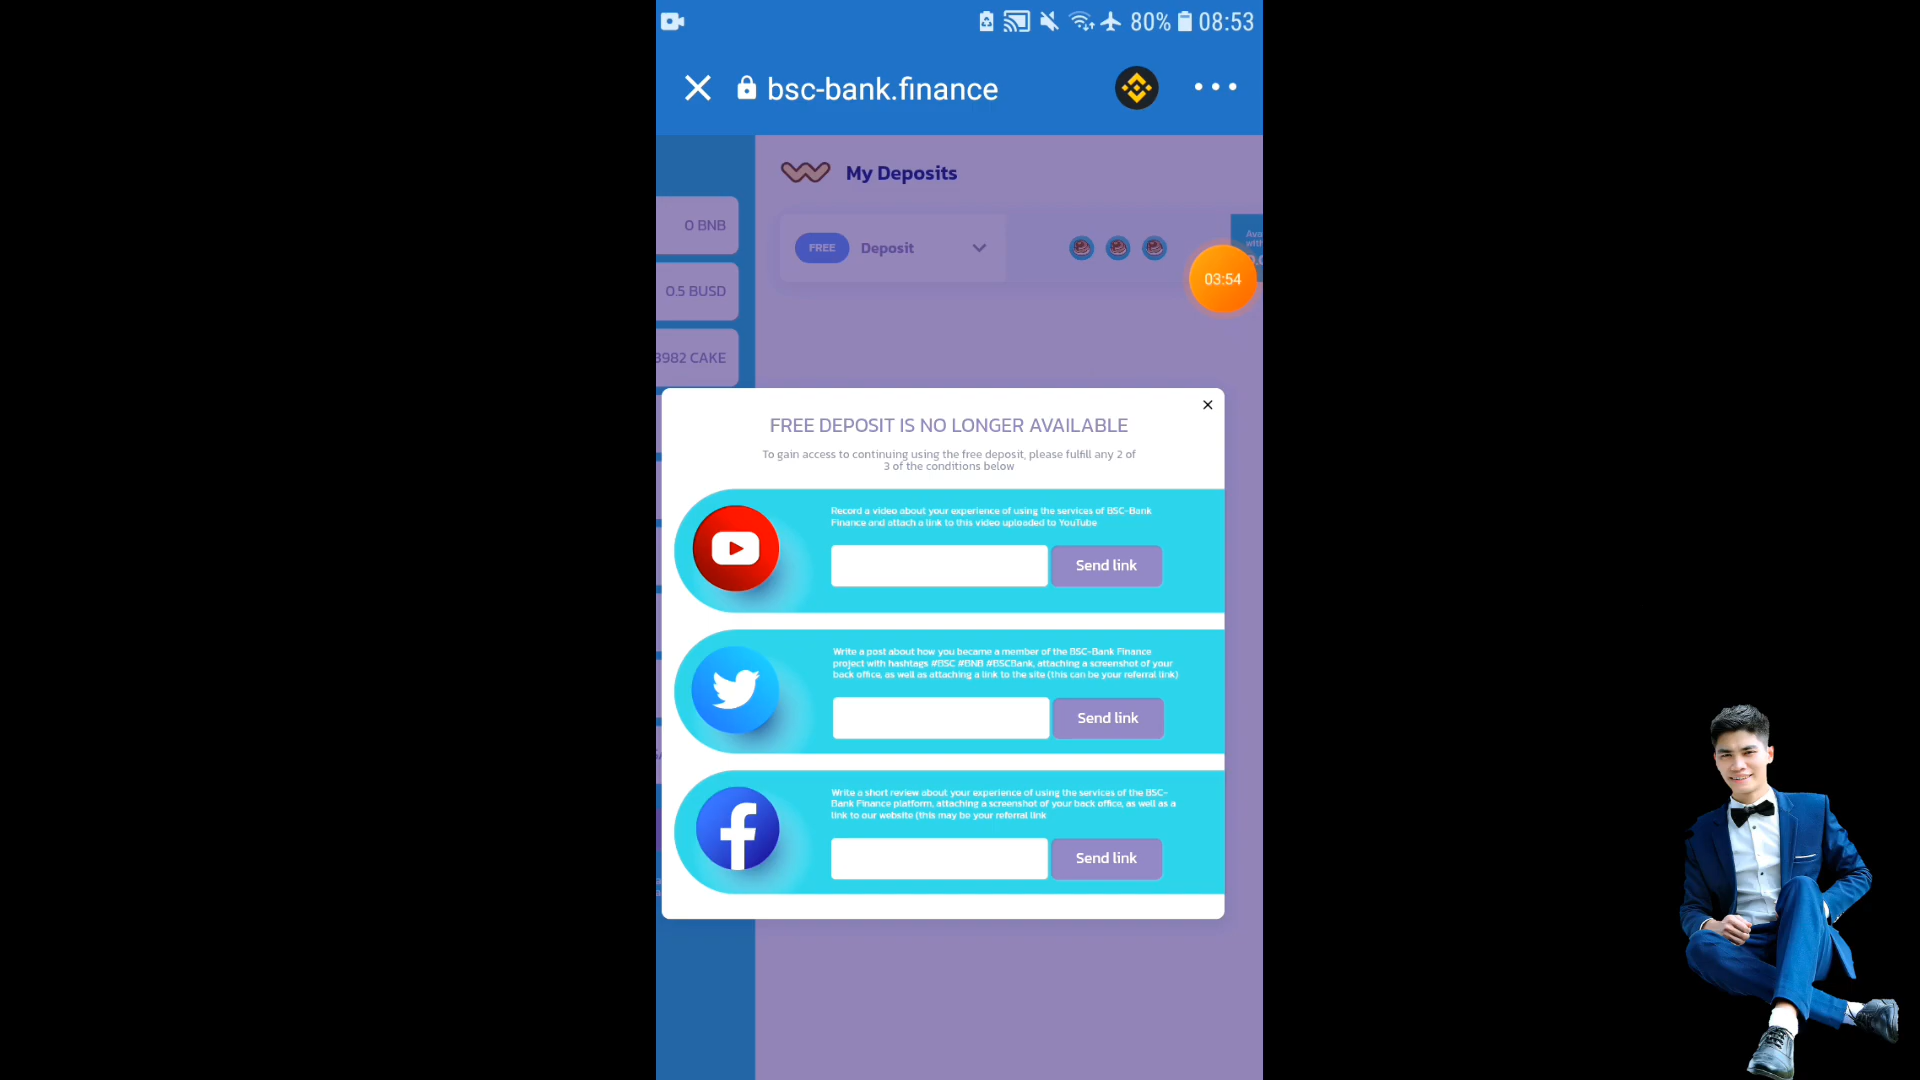 80% 08:53
bsc-bank.finance
My Deposits
0 BNB
FREE Deposit
03:54
0.5 BUSD
3982 CAKE
FREE DEPOSIT IS NO LONGER AVAILABLE
To gain access to continuing using the free deposit, please fulfill any 2 of
3 of the conditions below
Record a video about your experience of using the services of BSC-Bank
Finance and attach a link to this video uploaded to YouTube
Send link
Write a post about how you became a member of the BSC-Bank Finance
project with hashtags #BSC #BNB #BSCBank, attaching a screenshot of your
back office, as well as attaching a link to the site (this can be your referral link)
Send link
Write a short review about your experience of using the services of the BSC-
Bank Finance platform, attaching a screenshot of your back office, as well as a
link to our website (this may be your referral link
Send link